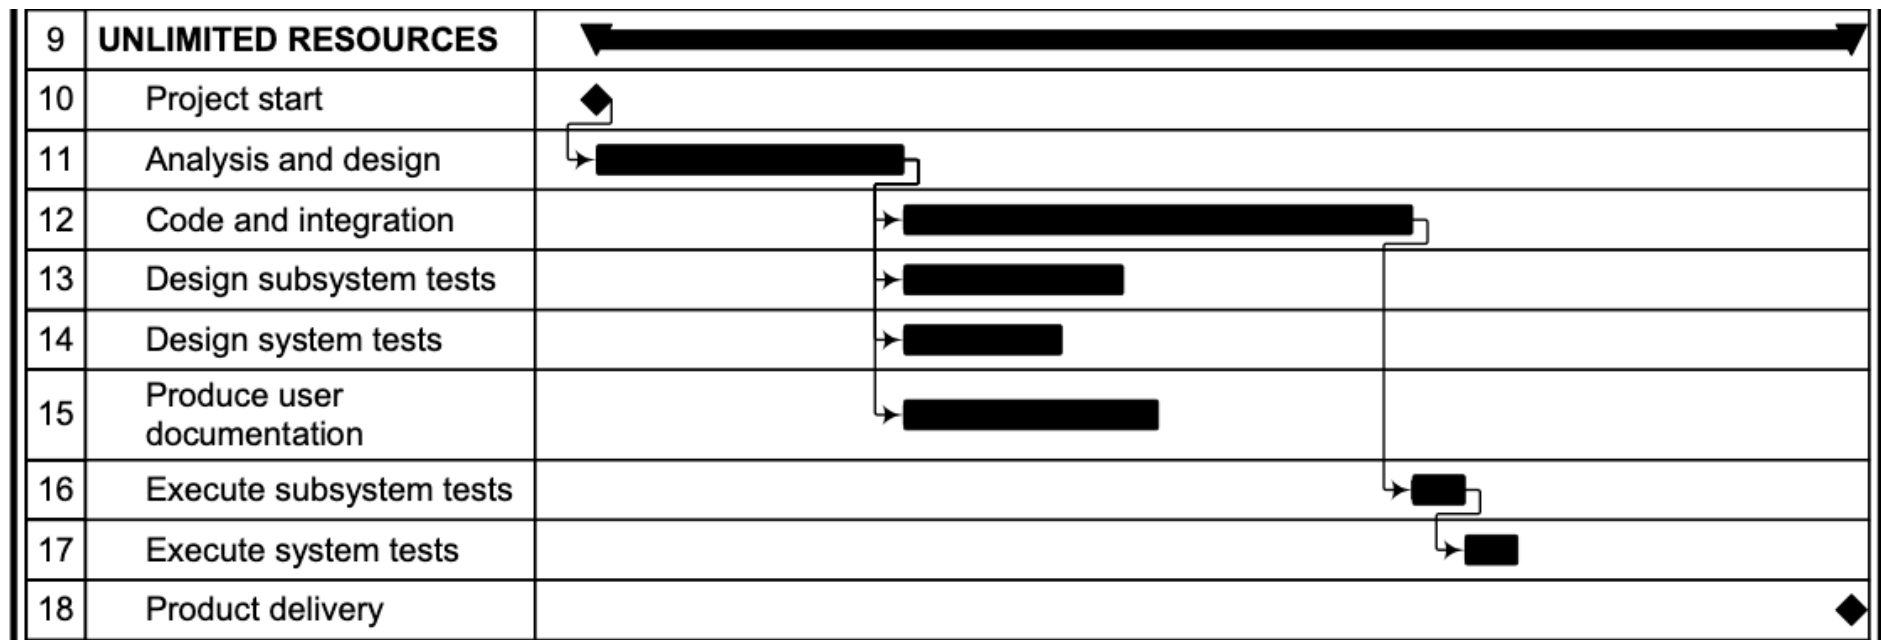 9 UNLIMITED RESOURCES
10 Project start
11 Analysis and design
12 Code and integration
13 Design subsystem tests
14 Design system tests
15 Produce user
documentation
16 Execute subsystem tests
17 Execute system tests
18 Product delivery